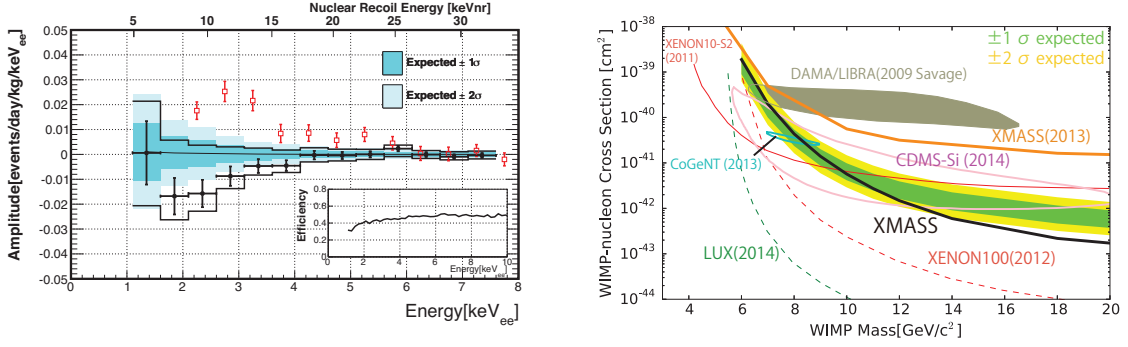 Nuclear Recoil Energy [keVnr]
5 10 15 20 25 30
Amplitude[events/day/kg/keVee]
0.05
0.04
0.03
0.02
0.01
0
-0.01
-0.02
-0.03
-0.04
-0.05
Expected ± 1σ
Expected ± 2σ
Efficiency
0.8
0.6
0.4
0.2
0
0 2 4 6 8 10
Energy[keVee]
0 1 2 3 4 5 6 7 8
Energy[keVee]
WIMP-nucleon Cross Section [cm²]
10⁻³⁸
10⁻³⁹
10⁻⁴⁰
10⁻⁴¹
10⁻⁴²
10⁻⁴³
10⁻⁴⁴
XENON10-S2
(2011)
±1 σ expected
±2 σ expected
DAMA/LIBRA(2009 Savage)
XMASS(2013)
CoGeNT (2013)
CDMS-Si (2014)
XMASS
LUX(2014)
XENON100(2012)
4 6 8 10 12 14 16 18 20
WIMP Mass[GeV/c²]